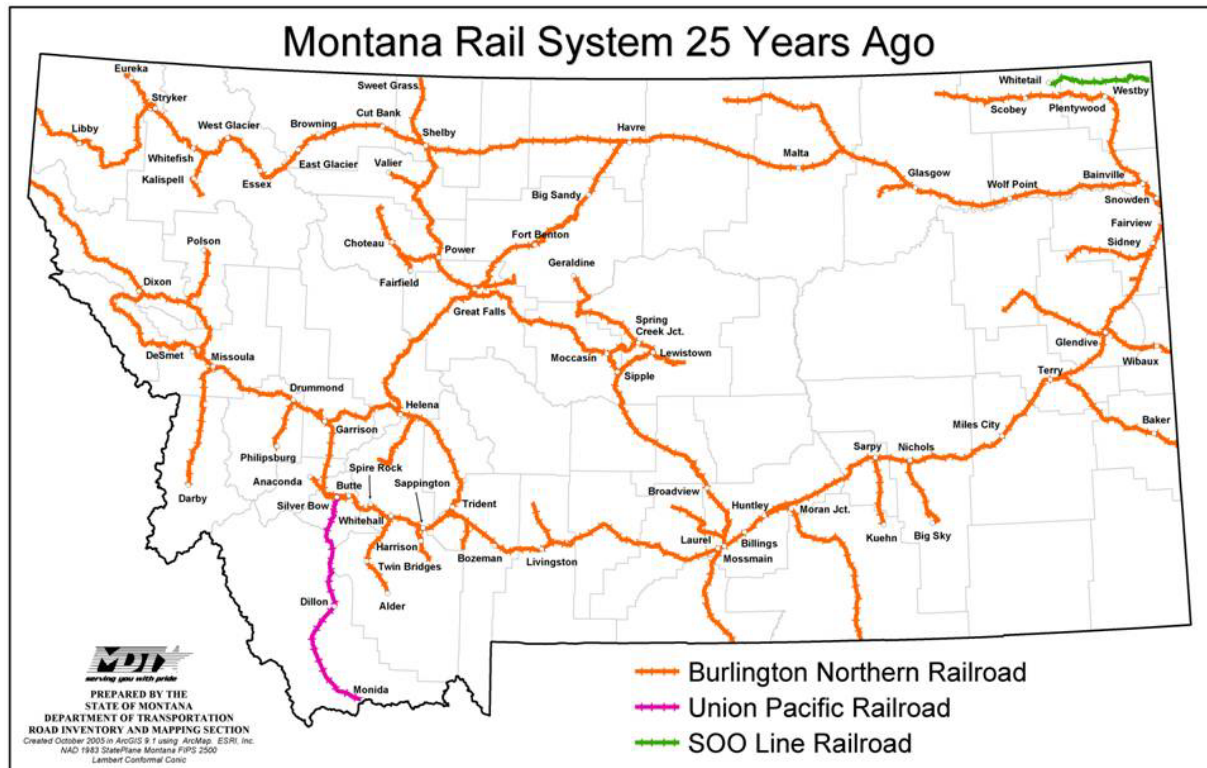 Montana Rail System 25 Years Ago
Eureka
Stryker
Libby
West Glacier
Whitefish
Kalispell
Essex
Browning
East Glacier
Cut Bank
Sweet Grass
Shelby
Valier
Havre
Big Sandy
Fort Benton
Malta
Glasgow
Wolf Point
Whitetail
Westby
Scobey
Plentywood
Bainville
Snowden
Fairview
Sidney
Polson
Dixon
DeSmet
Missoula
Choteau
Fairfield
Power
Great Falls
Geraldine
Spring
Creek Jct.
Moccasin
Lewistown
Sipple
Glendive
Wibaux
Terry
Baker
Miles City
Drummond
Garrison
Helena
Philipsburg
Darby
Anaconda
Silver Bow
Butte
Spire Rock
Sappington
Whitehall
Trident
Harrison
Twin Bridges
Alder
Bozeman
Livingston
Broadview
Laurel
Mossmain
Huntley
Billings
Moran Jct.
Sarpy
Nichols
Kuehn
Big Sky
Dillon
Monida
MDT
serving you with pride
PREPARED BY THE
STATE OF MONTANA
DEPARTMENT OF TRANSPORTATION
ROAD INVENTORY AND MAPPING SECTION
Created October 2005 in ArcGIS 9.1 using ArcMap. ESRI, Inc.
NAD 1983 StatePlane Montana FIPS 2500
Lambert Conformal Conic
Burlington Northern Railroad
Union Pacific Railroad
SOO Line Railroad